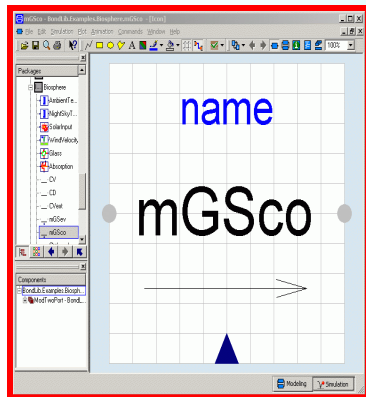 mGSco - BondLib.Examples.Biosphere.mGSco - [Icon]
File Edit Simulation Plot Animation Commands Window Help
100%
Packages
Biosphere
AmbientTe...
NightSkyT...
SolarInput
WindVelocity
Glass
Absorption
CV
CD
CVext
mGSev
mGSco
Components
BondLib.Examples.Biosph...
ModTwoPort - BondL...
name
mGSco
Modeling
Simulation